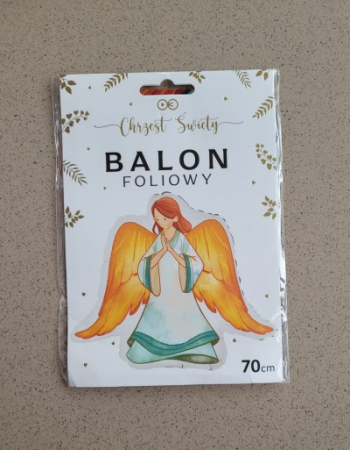 Chrzest Święty
BALON
FOLIOWY
70cm